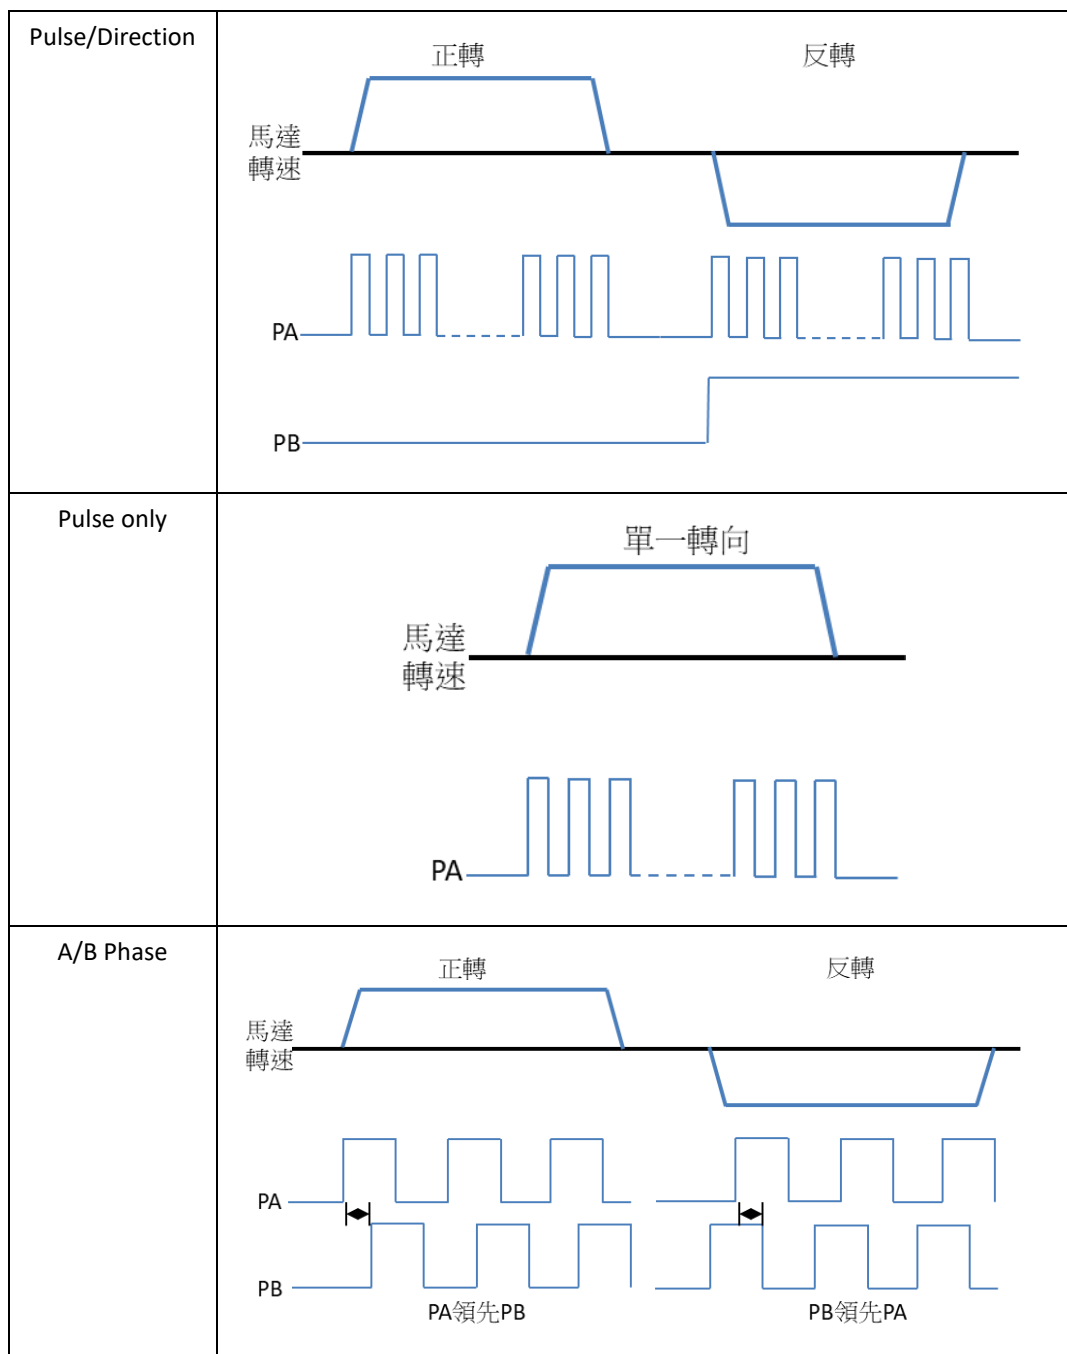 Pulse/Direction
正轉
反轉
馬達
轉速
PA
PB
Pulse only
單一轉向
馬達
轉速
PA
A/B Phase
正轉
反轉
馬達
轉速
PA
PB
PA領先PB
PB領先PA